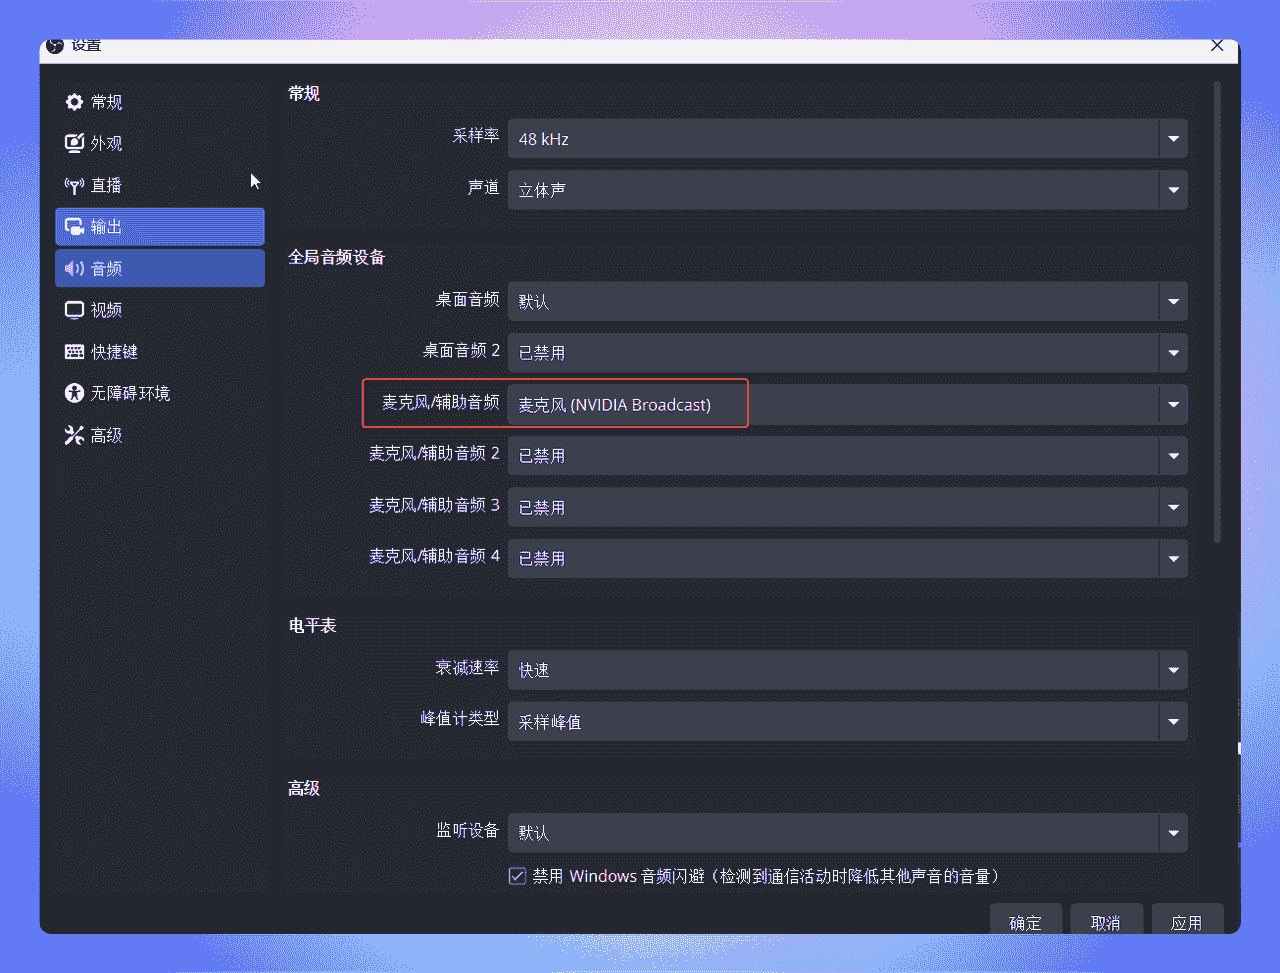 设置
常规
外观
直播
输出
音频
视频
快捷键
无障碍环境
高级
常规
采样率 48 kHz
声道 立体声
全局音频设备
桌面音频 默认
桌面音频 2 已禁用
麦克风/辅助音频 麦克风 (NVIDIA Broadcast)
麦克风/辅助音频 2 已禁用
麦克风/辅助音频 3 已禁用
麦克风/辅助音频 4 已禁用
电平表
衰减速率 快速
峰值计类型 采样峰值
高级
监听设备 默认
禁用 Windows 音频闪避（检测到通信活动时降低其他声音的音量）
确定 取消 应用